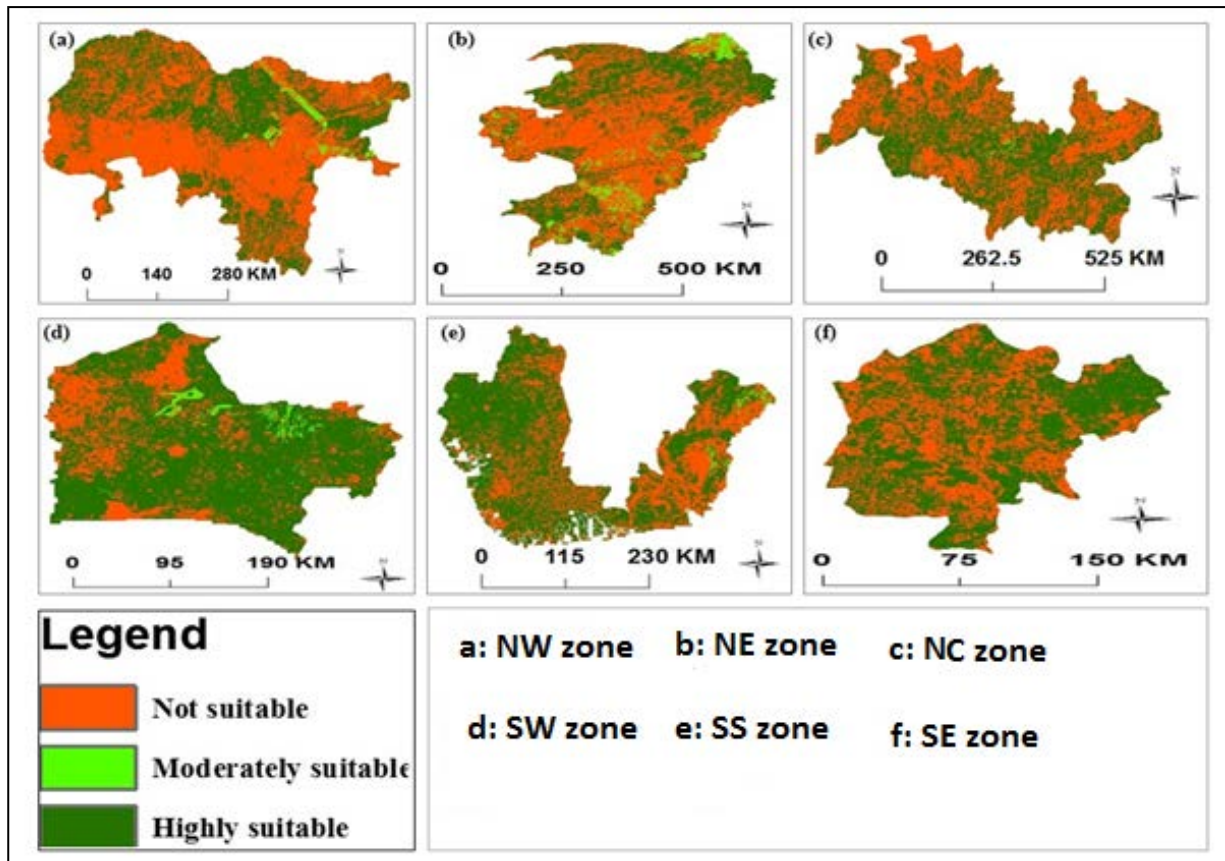 (a)
0 140 280 KM
N
(b)
0 250 500 KM
N
(c)
0 262.5 525 KM
N
(d)
0 95 190 KM
N
(e)
0 115 230 KM
N
(f)
0 75 150 KM
N
Legend
Not suitable
Moderately suitable
Highly suitable
a: NW zone b: NE zone c: NC zone
d: SW zone e: SS zone f: SE zone